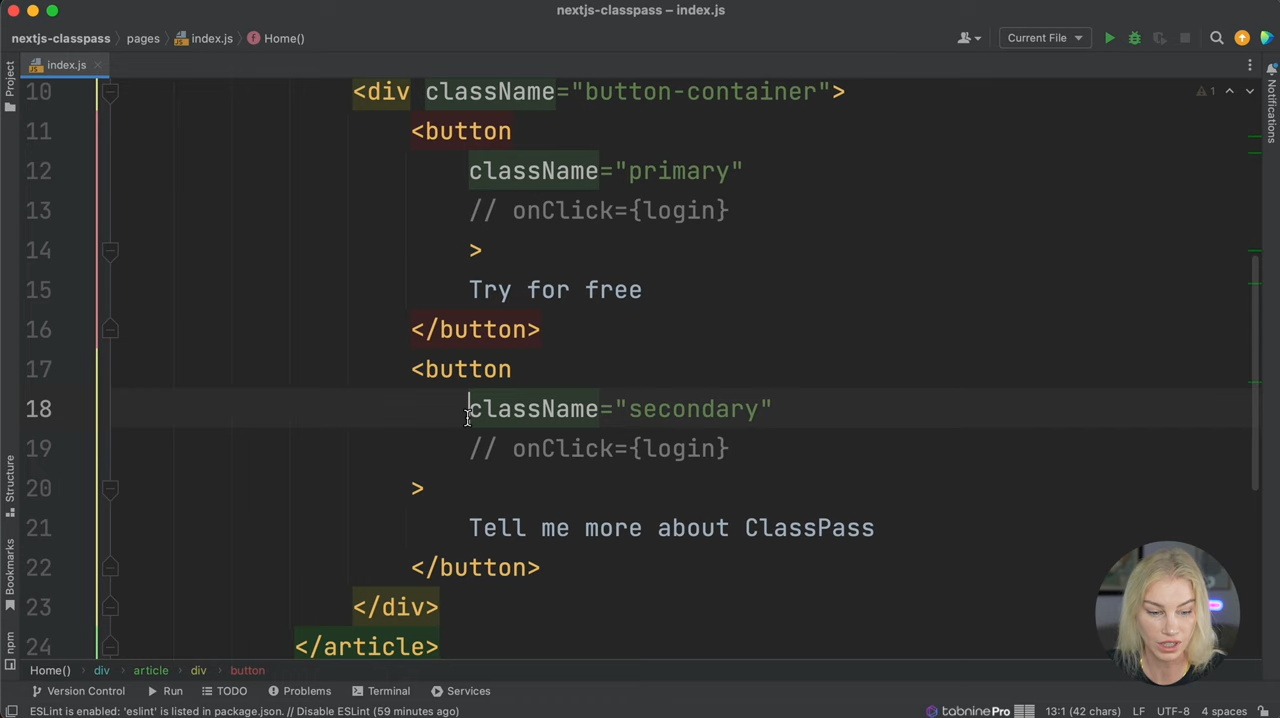 nextjs-classpass – index.js
nextjs-classpass pages index.js Home() Current File
index.js
Project
Notifications
10 <div className="button-container"> 1
11 <button
12 className="primary"
13 // onClick={login}
14 >
15 Try for free
16 </button>
17 <button
18 className="secondary"
19 // onClick={login}
20 >
21 Tell me more about ClassPass
22 </button>
23 </div>
24 </article>
Structure
Bookmarks
npm
Home() div article div button
Version Control Run TODO Problems Terminal Services
ESLint is enabled: 'eslint' is listed in package.json. // Disable ESLint (59 minutes ago) tabninePro 13:1 (42 chars) LF UTF-8 4 spaces